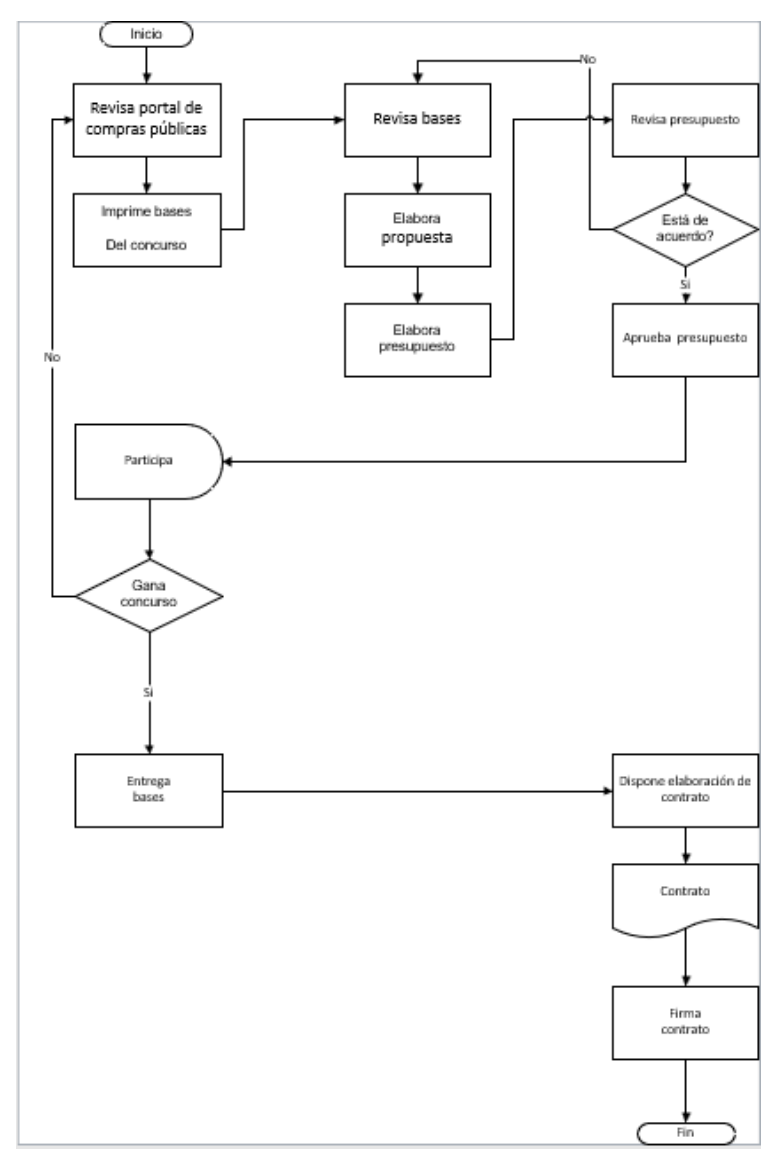 Inicio
No
Revisa portal de
compras públicas
Revisa bases
Revisa presupuesto
Imprime bases
Del concurso
Elabora
propuesta
Está de
acuerdo?
Si
Elabora
presupuesto
Aprueba presupuesto
No
Participa
Gana
concurso
Si
Entrega
bases
Dispone elaboración de
contrato
Contrato
Firma
contrato
Fin